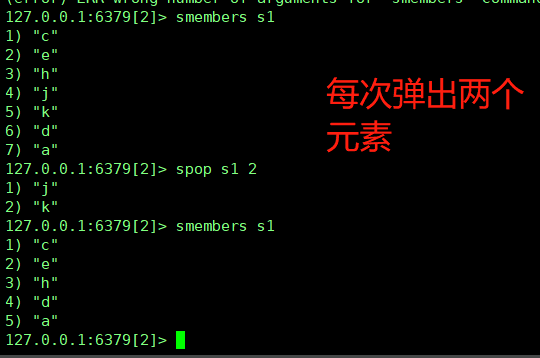 (error) ERR wrong number of arguments for 'smembers' command
127.0.0.1:6379[2]> smembers s1
1) "c"
2) "e"
3) "h"
4) "j"
5) "k"
6) "d"
7) "a"
每次弹出两个
元素
127.0.0.1:6379[2]> spop s1 2
1) "j"
2) "k"
127.0.0.1:6379[2]> smembers s1
1) "c"
2) "e"
3) "h"
4) "d"
5) "a"
127.0.0.1:6379[2]>